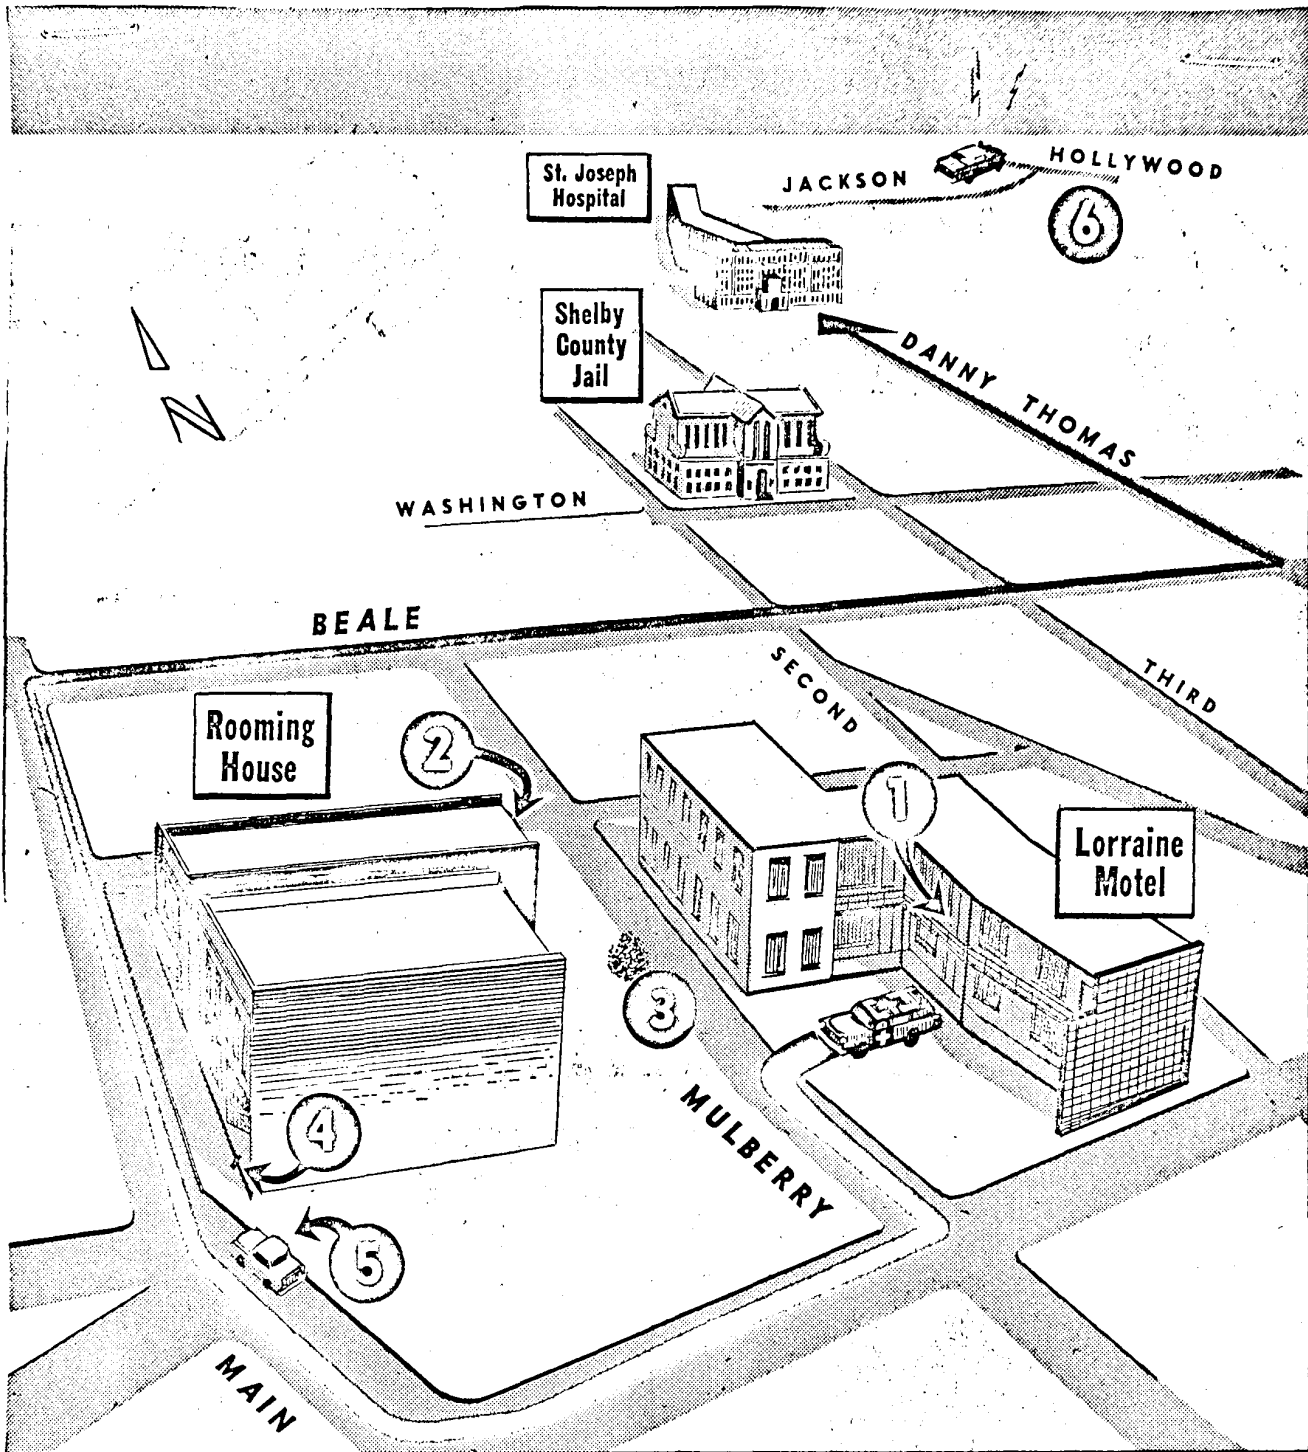 St. Joseph
Hospital
JACKSON
HOLLYWOOD
6
Shelby
County
Jail
DANNY THOMAS
N
WASHINGTON
BEALE
SECOND
THIRD
Rooming
House
2
1
Lorraine
Motel
3
MULBERRY
4
5
MAIN